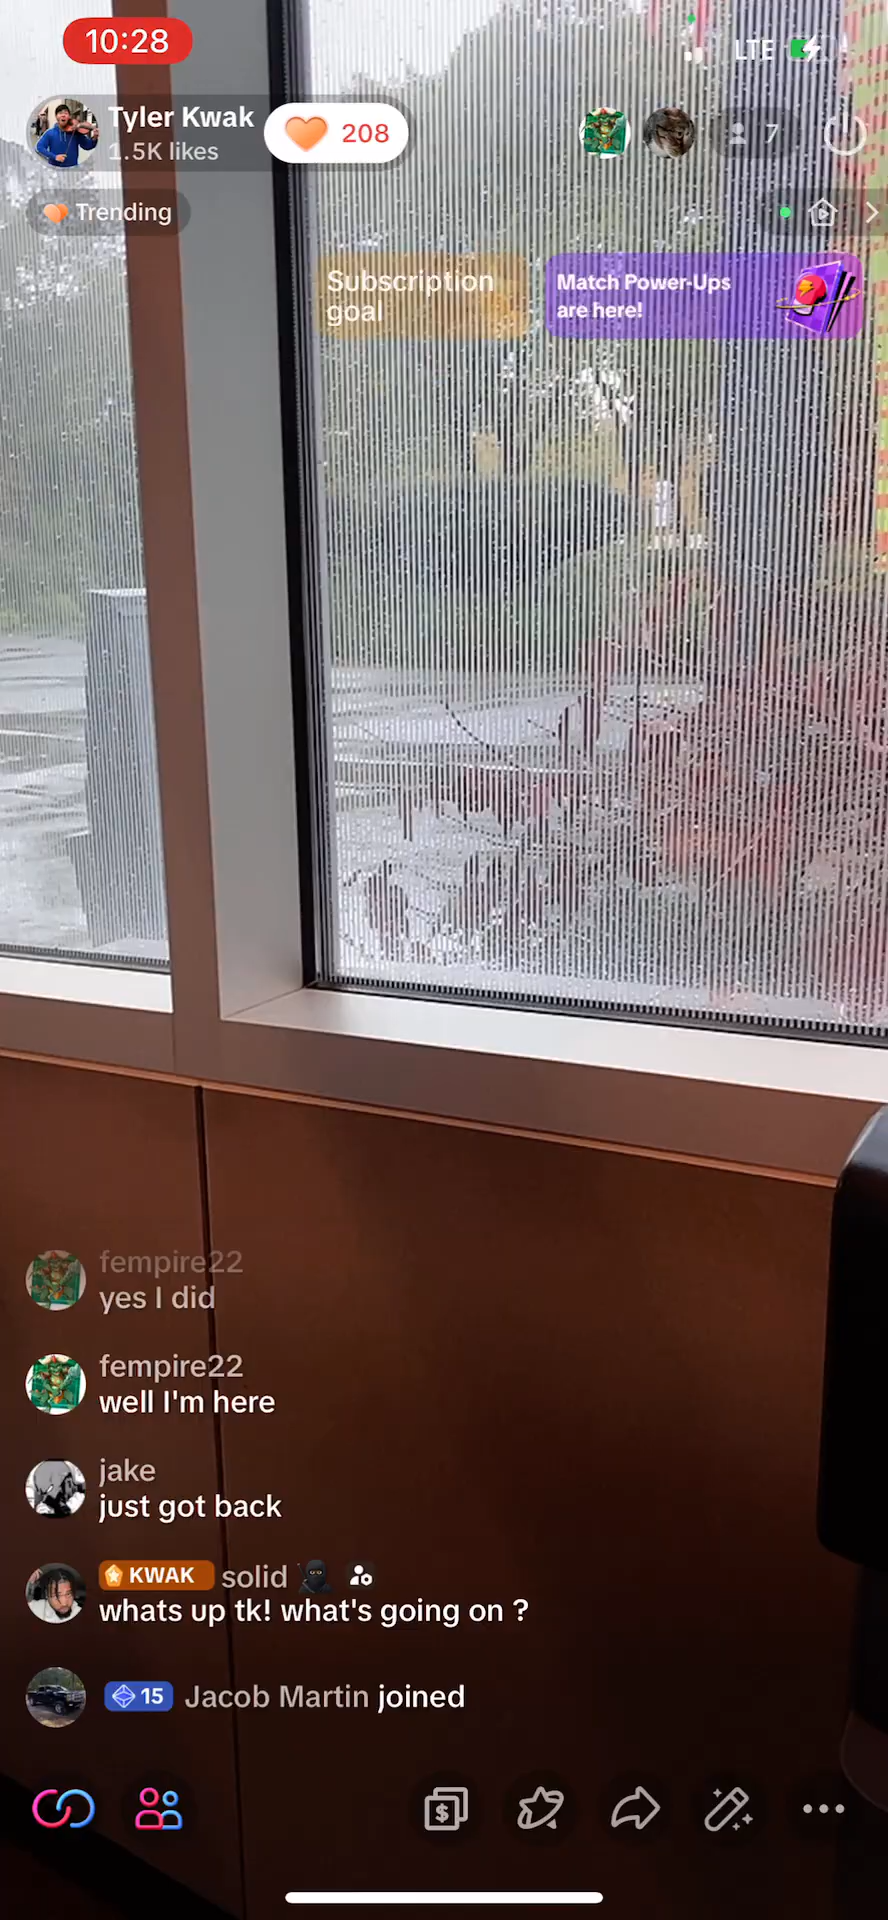 10:28
LTE
Tyler Kwak
1.5K likes
208
7
Trending
Subscription
goal
Match Power-Ups
are here!
fempire22
yes I did
fempire22
well I'm here
jake
just got back
KWAK solid
whats up tk! what's going on ?
15 Jacob Martin joined